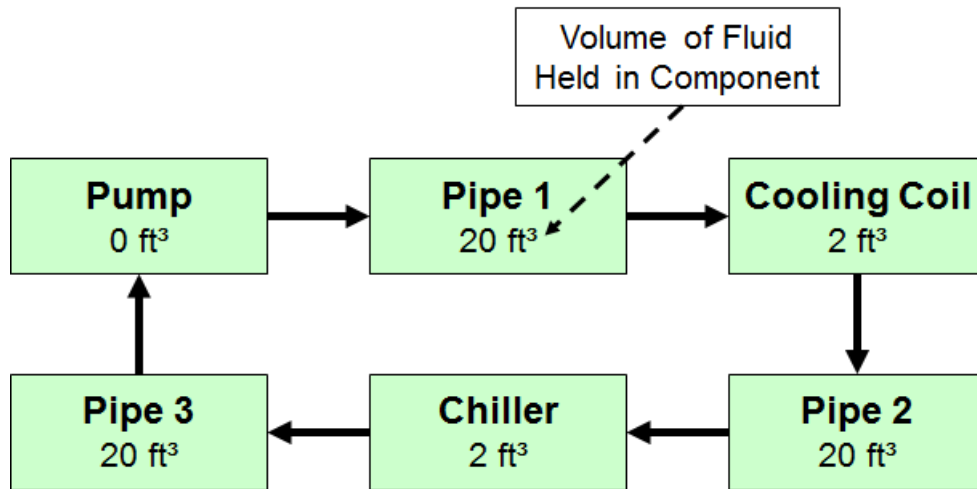 Volume of Fluid
Held in Component
Pump
0 ft³
Pipe 1
20 ft³
Cooling Coil
2 ft³
Pipe 3
20 ft³
Chiller
2 ft³
Pipe 2
20 ft³